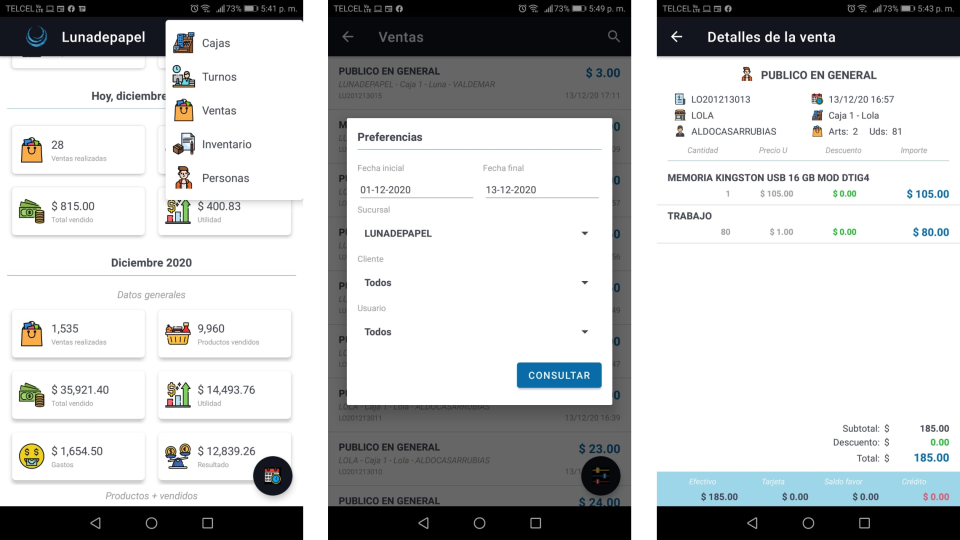 TELCEL 73% 5:41 p. m.
Lunadepapel
Cajas
Turnos
Ventas
Inventario
Personas
Hoy, diciembre
28
Ventas realizadas
$ 815.00
Total vendido
$ 400.83
Utilidad
Diciembre 2020
Datos generales
1,535
Ventas realizadas
9,960
Productos vendidos
$ 35,921.40
Total vendido
$ 14,493.76
Utilidad
$ 1,654.50
Gastos
$ 12,839.26
Resultado
Productos + vendidos
TELCEL 73% 5:49 p. m.
Ventas
PUBLICO EN GENERAL $ 3.00
LUNADEPAPEL - Caja 1 - Luna - VALDEMAR
LU201213015 13/12/20 17:11
Preferencias
Fecha inicial Fecha final
01-12-2020 13-12-2020
Sucursal
LUNADEPAPEL
Cliente
Todos
Usuario
Todos
CONSULTAR
LOLA - Caja 1 - Lola - ALDOCASARRUBIAS
LO201213011 13/12/20 16:39
PUBLICO EN GENERAL $ 23.00
LOLA - Caja 1 - Lola - ALDOCASARRUBIAS
LO201213010 13/1
PUBLICO EN GENERAL $ 24.00
TELCEL 73% 5:43 p. m.
Detalles de la venta
PUBLICO EN GENERAL
LO201213013 13/12/20 16:57
LOLA Caja 1 - Lola
ALDOCASARRUBIAS Arts: 2 Uds: 81
Cantidad Precio U Descuento Importe
MEMORIA KINGSTON USB 16 GB MOD DTIG4
1 $ 105.00 $ 0.00 $ 105.00
TRABAJO
80 $ 1.00 $ 0.00 $ 80.00
Subtotal: $ 185.00
Descuento: $ 0.00
Total: $ 185.00
Efectivo Tarjeta Saldo favor Crédito
$ 185.00 $ 0.00 $ 0.00 $ 0.00